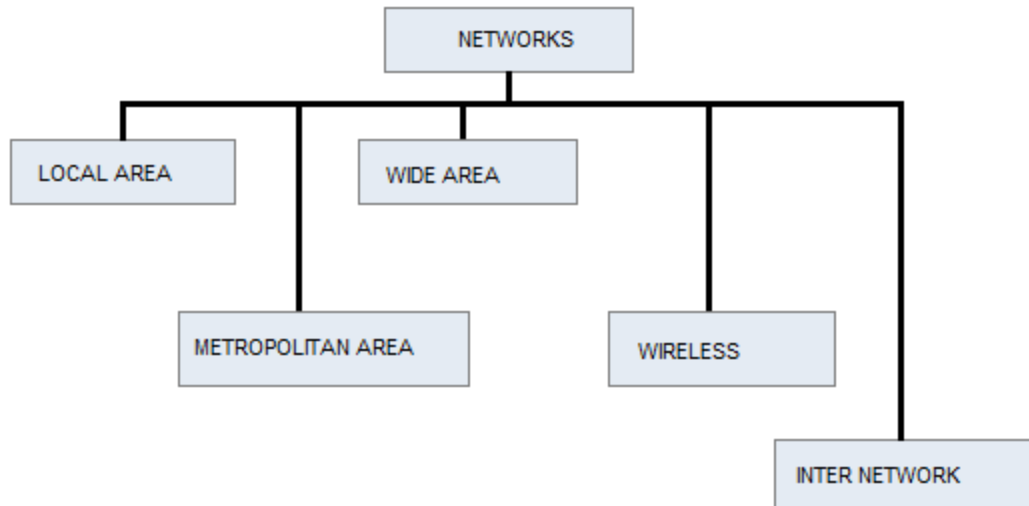 NETWORKS
LOCAL AREA
WIDE AREA
METROPOLITAN AREA
WIRELESS
INTER NETWORK